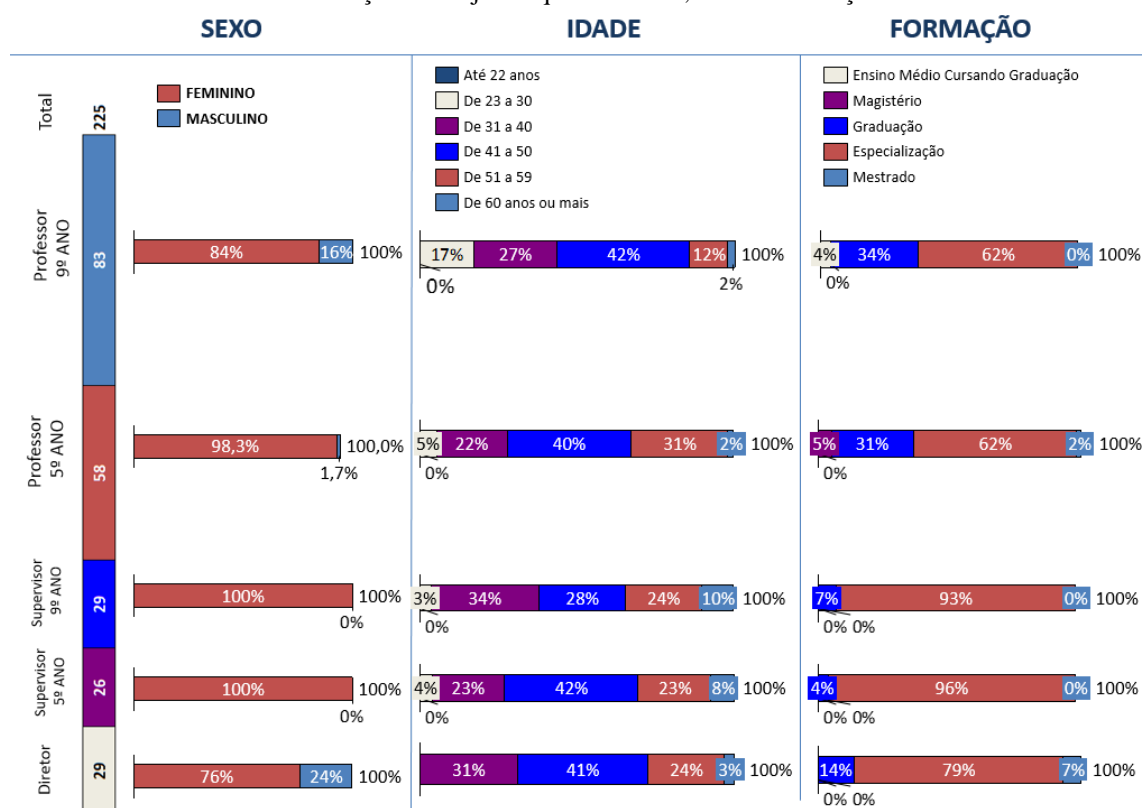 SEXO IDADE FORMAÇÃO
Total
225
FEMININO
MASCULINO
Até 22 anos
De 23 a 30
De 31 a 40
De 41 a 50
De 51 a 59
De 60 anos ou mais
Ensino Médio Cursando Graduação
Magistério
Graduação
Especialização
Mestrado
Professor
9º ANO
83
84% 16% 100%
17% 27% 42% 12% 100%
0% 2%
4% 34% 62% 0% 100%
0%
Professor
5º ANO
58
98,3% 100,0%
1,7%
5% 22% 40% 31% 2% 100%
0%
5% 31% 62% 2% 100%
0%
Supervisor
9º ANO
29
100% 100%
0%
3% 34% 28% 24% 10% 100%
0%
7% 93% 0% 100%
0% 0%
Supervisor
5º ANO
26
100% 100%
0%
4% 23% 42% 23% 8% 100%
0%
4% 96% 0% 100%
0% 0%
Diretor
29
76% 24% 100%
31% 41% 24% 3% 100%
14% 79% 7% 100%
0% 0%